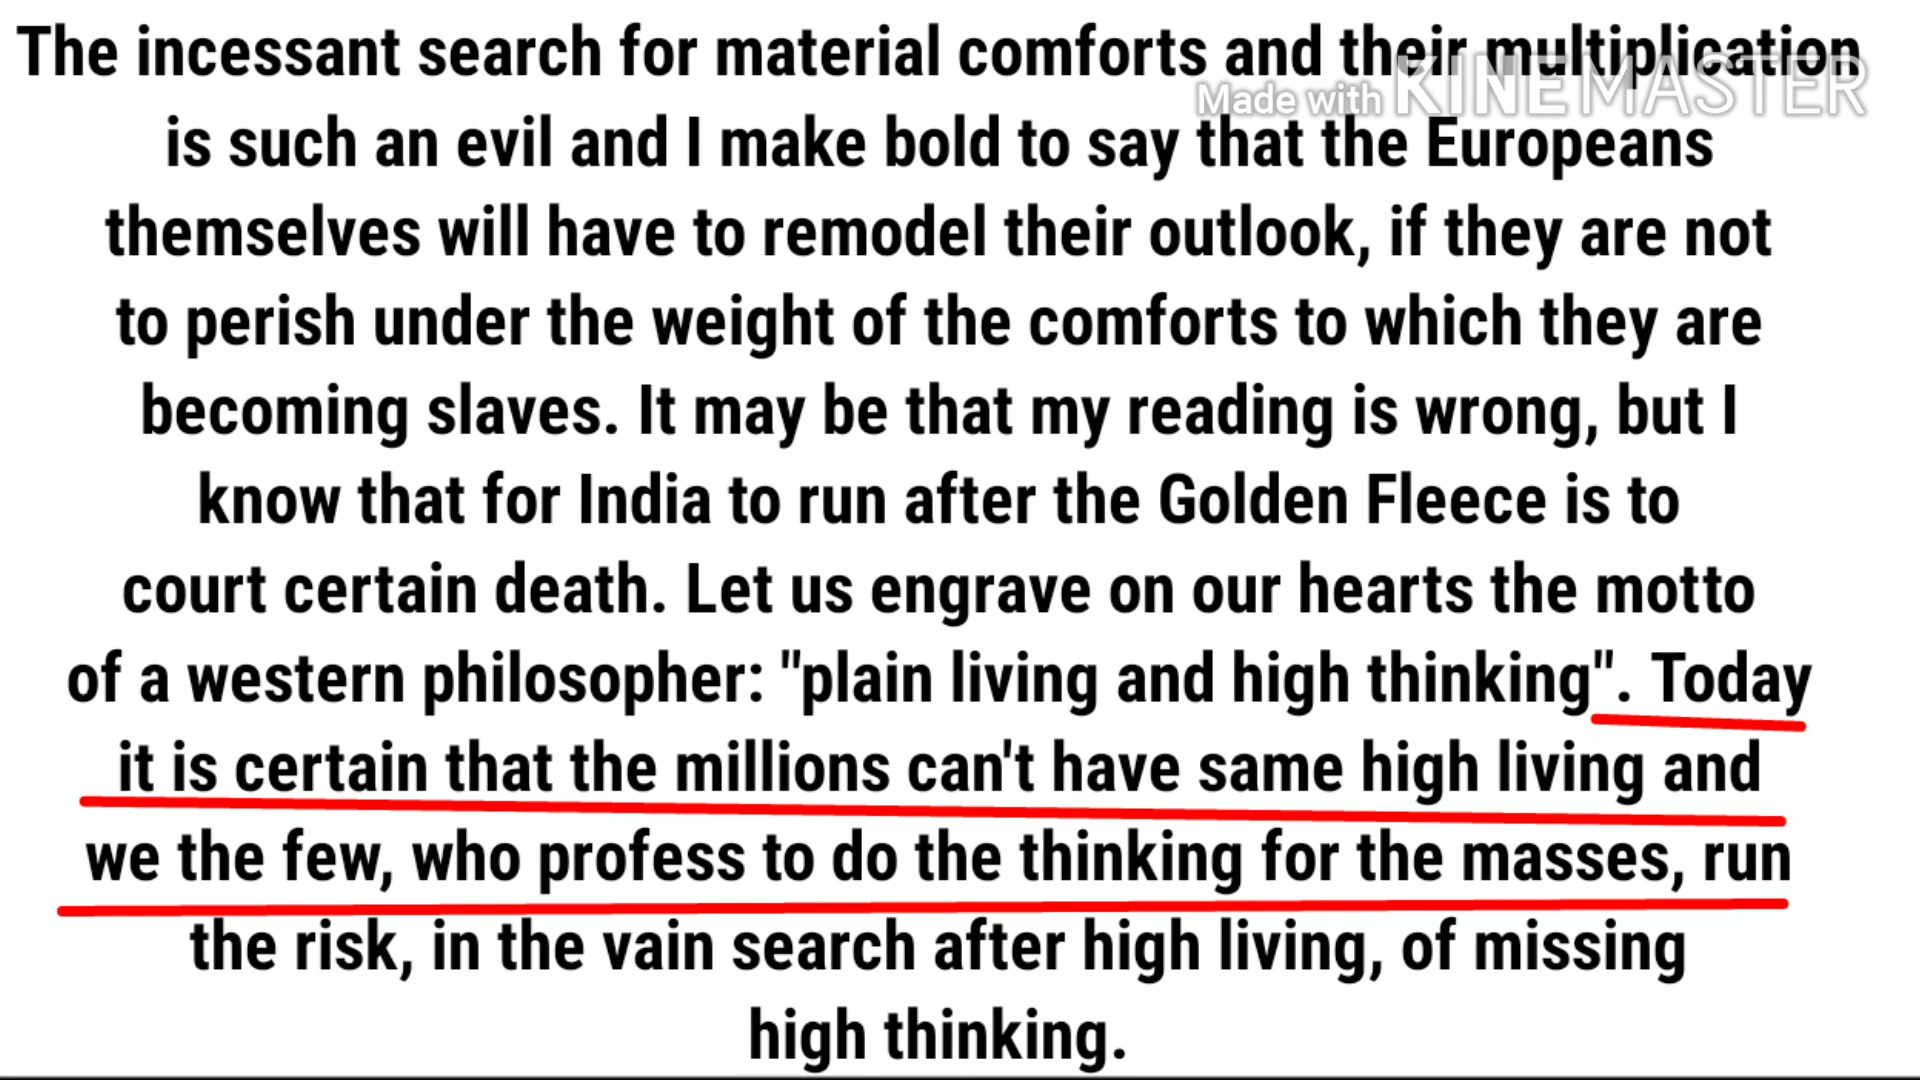 The incessant search for material comforts and their multiplication
Made with KINEMASTER
is such an evil and I make bold to say that the Europeans
themselves will have to remodel their outlook, if they are not
to perish under the weight of the comforts to which they are
becoming slaves. It may be that my reading is wrong, but I
know that for India to run after the Golden Fleece is to
court certain death. Let us engrave on our hearts the motto
of a western philosopher: "plain living and high thinking". Today
it is certain that the millions can't have same high living and
we the few, who profess to do the thinking for the masses, run
the risk, in the vain search after high living, of missing
high thinking.